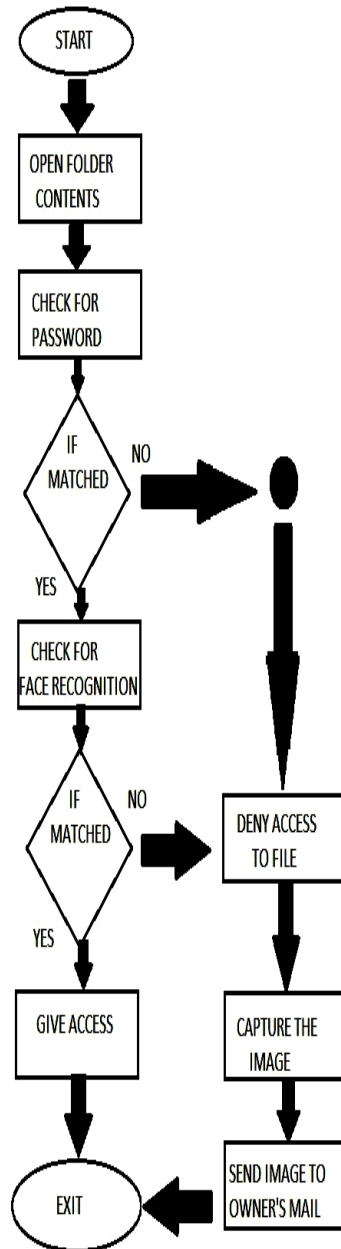 START
OPEN FOLDER
CONTENTS
CHECK FOR
PASSWORD
IF
MATCHED
NO
YES
CHECK FOR
FACE RECOGNITION
IF
MATCHED
NO
DENY ACCESS
TO FILE
YES
GIVE ACCESS
CAPTURE THE
IMAGE
SEND IMAGE TO
OWNER'S MAIL
EXIT